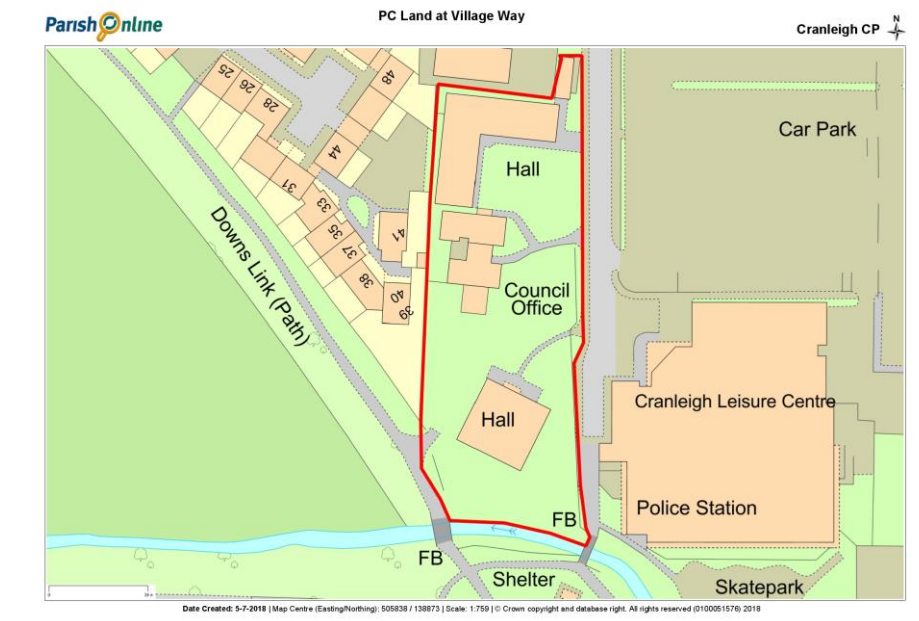 Parish Online
PC Land at Village Way
Cranleigh CP
N
25
26
28
48
44
31
33
35
37
38
41
40
39
Downs Link (Path)
Hall
Council
Office
Hall
Car Park
Cranleigh Leisure Centre
Police Station
FB
FB
Shelter
Skatepark
Date Created: 5-7-2018 | Map Centre (Easting/Northing): 505838 / 138873 | Scale: 1:759 | © Crown copyright and database right. All rights reserved (0100051576) 2018